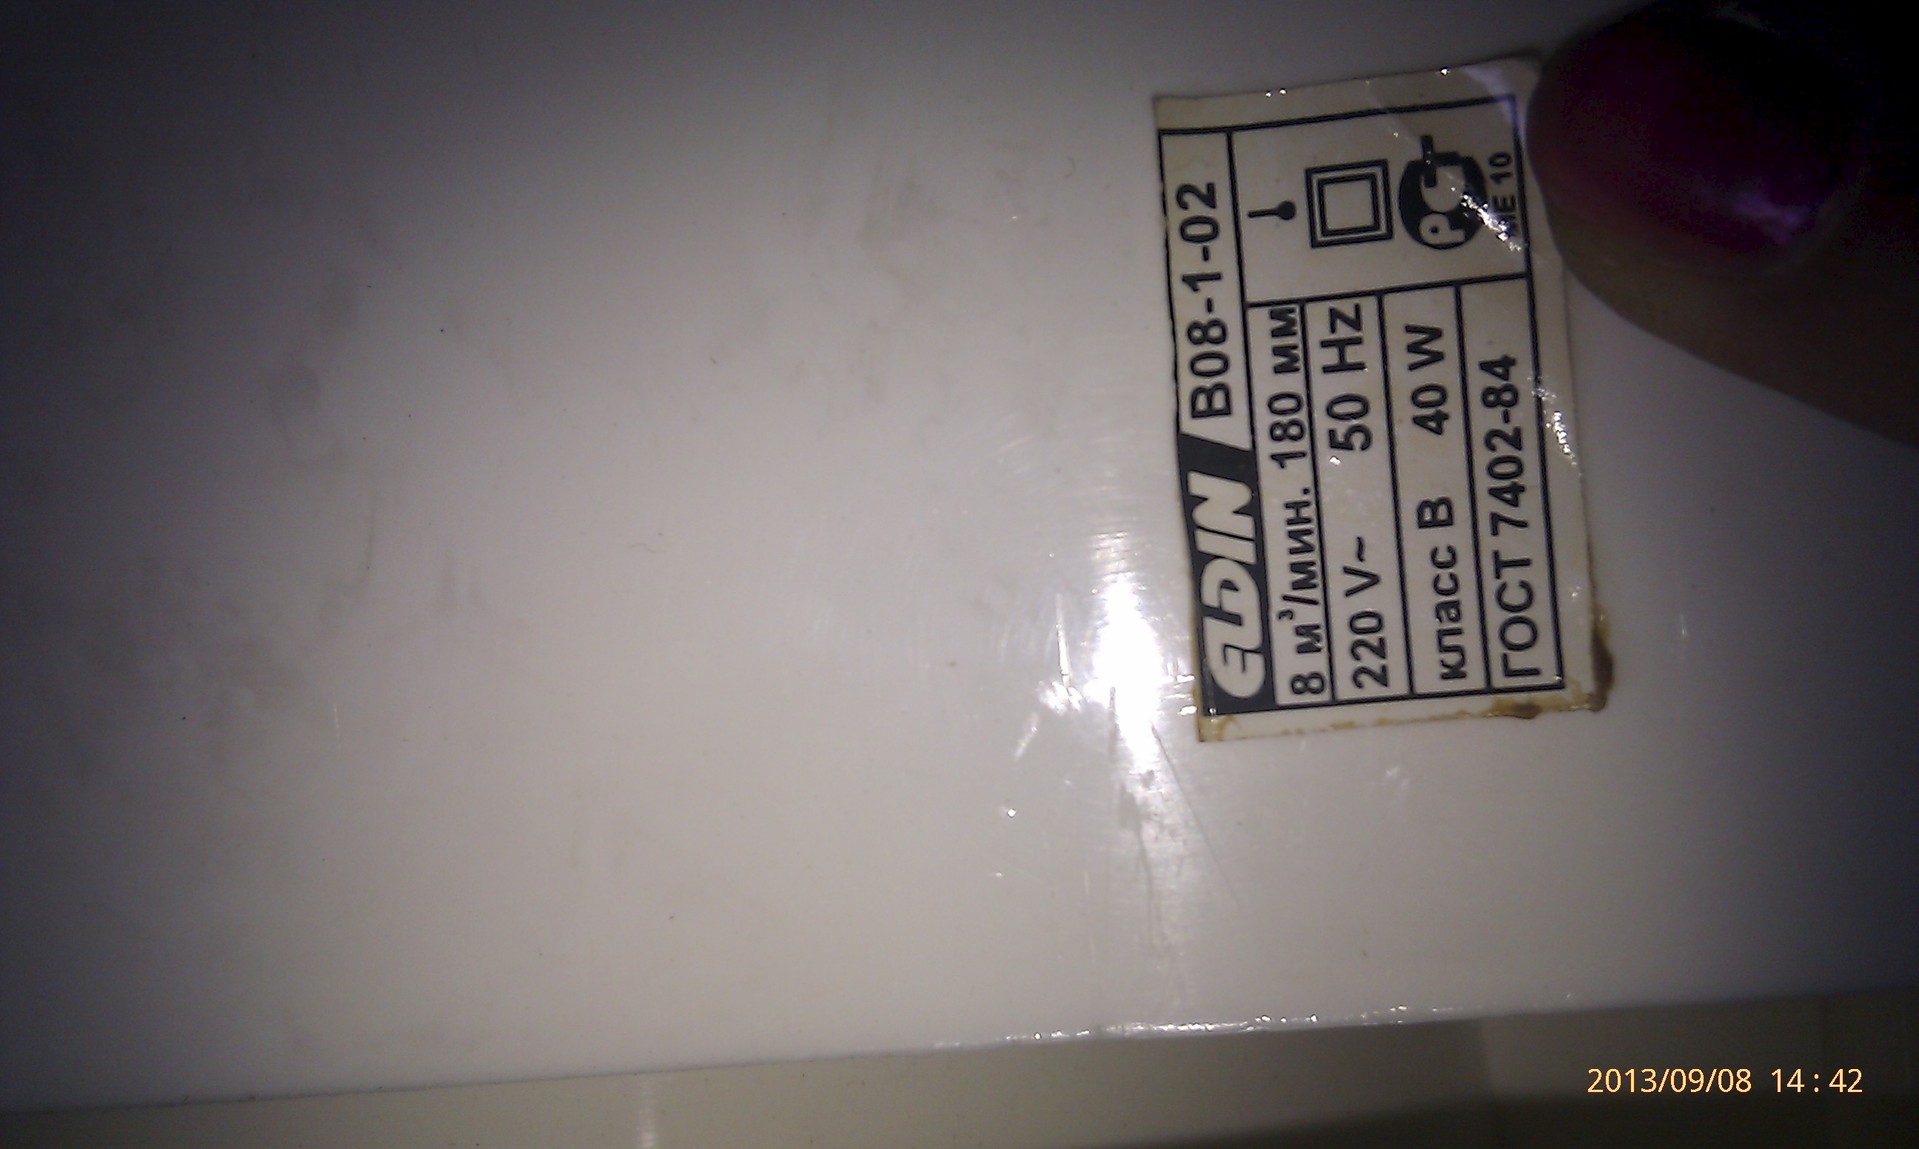 ELDIN B08-1-02
8 м³/мин. 180 мм
220 V~ 50 Hz
класс В 40 W
ГОСТ 7402-84
РСТ
10
2013/09/08 14:42